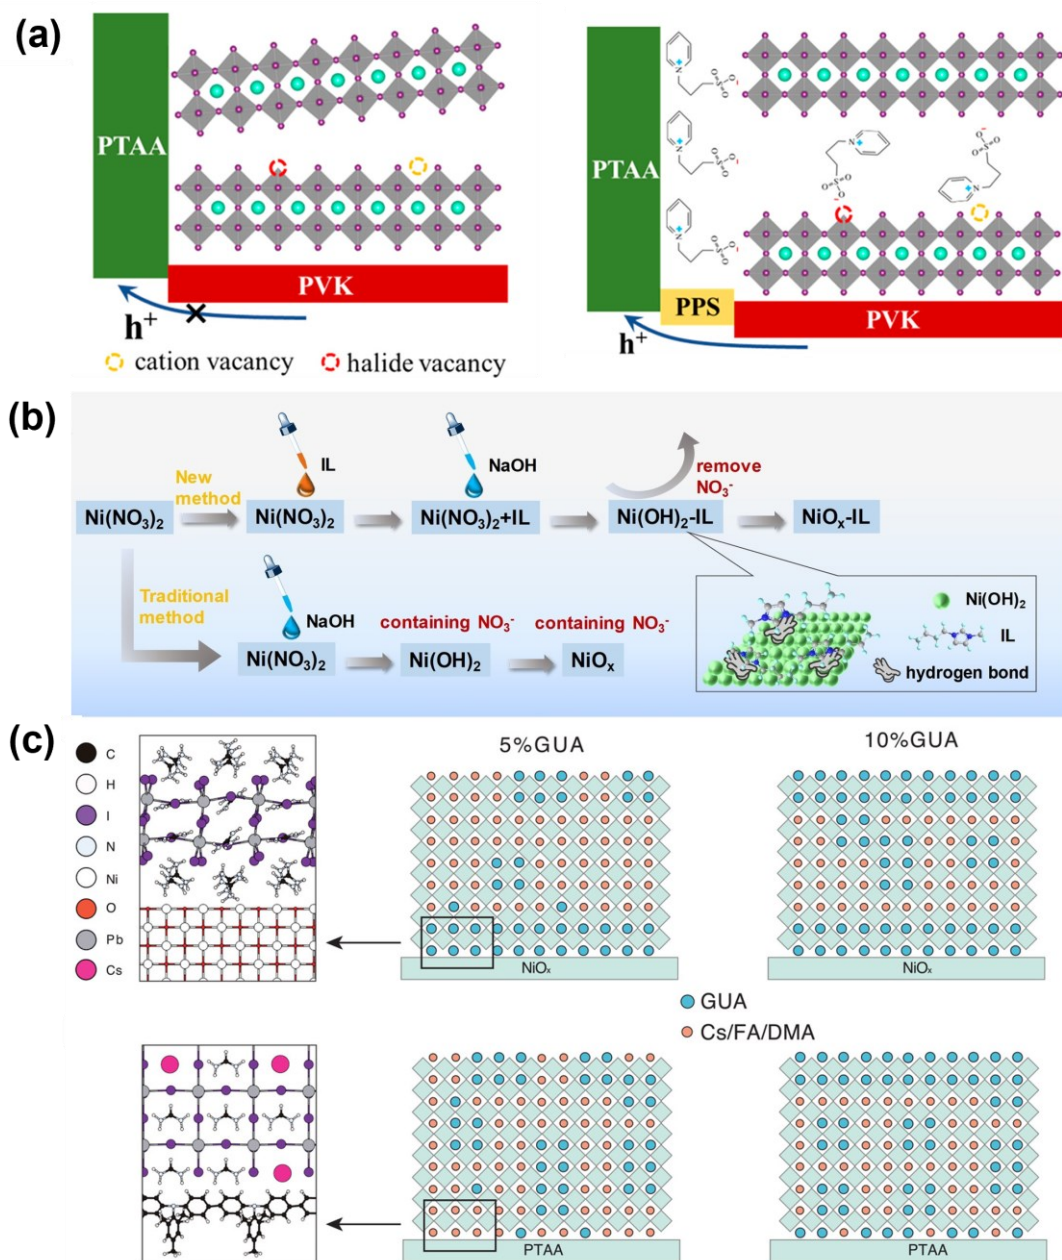 (a)
PTAA
PVK
h⁺
cation vacancy
halide vacancy
PTAA
N
+
S
O
O
O
-
N
+
S
O
O
O
-
N
+
S
O
O
O
-
N
+
S
O
O
O
-
N
+
S
O
O
O
-
PPS
PVK
h⁺
(b)
Ni(NO₃)₂
New
method
IL
Ni(NO₃)₂
NaOH
Ni(NO₃)₂+IL
Ni(OH)₂-IL
remove
NO₃⁻
NiOₓ-IL
Traditional
method
NaOH
Ni(NO₃)₂
containing NO₃⁻
Ni(OH)₂
containing NO₃⁻
NiOₓ
Ni(OH)₂
IL
hydrogen bond
(c)
C
H
I
N
Ni
O
Pb
Cs
5%GUA
10%GUA
NiOₓ
NiOₓ
GUA
Cs/FA/DMA
PTAA
PTAA